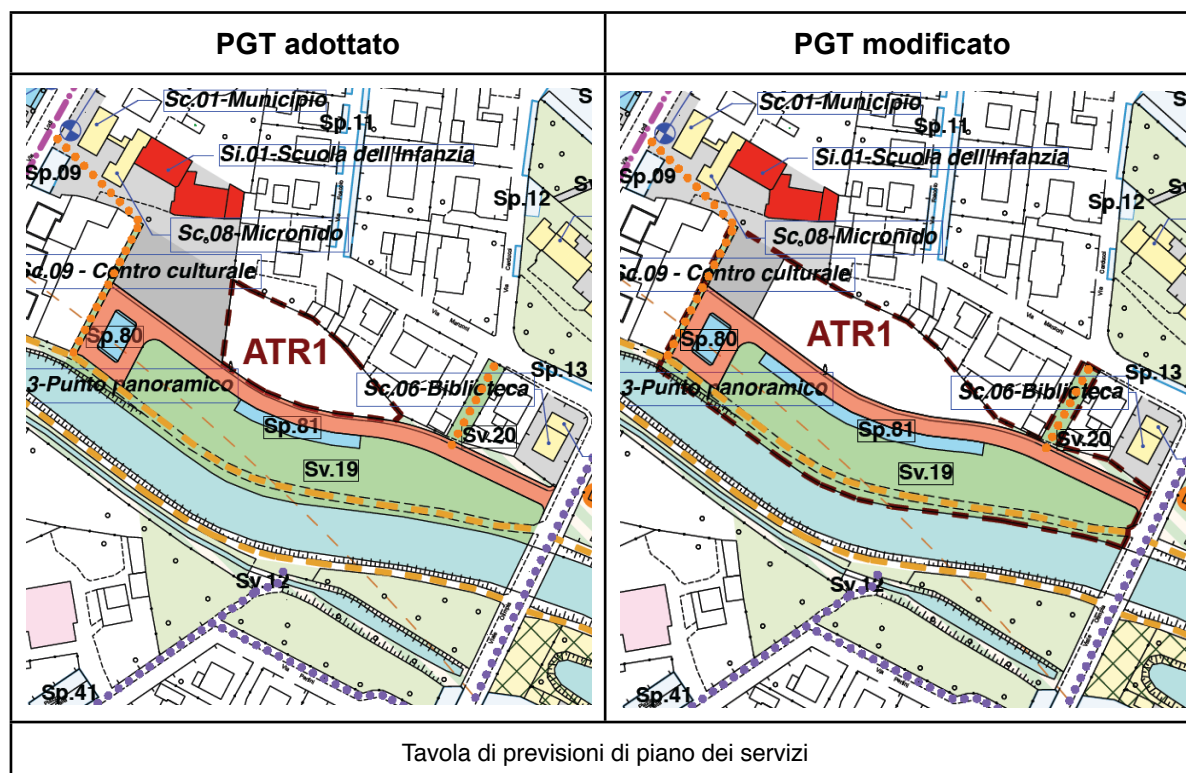 PGT adottato
PGT modificato
Sc.01-Municipio
Sp.11
Si.01-Scuola dell'Infanzia
Sp.09
Sp.12
Sc.08-Micronido
Sc.09 - Centro culturale
Via Manzoni
ATR1
Sp.80
Sp.13
3-Punto panoramico
Sc.06-Biblioteca
Sp.81
Sv.20
Sv.19
Sv.12
Sp.41
Sc.01-Municipio
Sp.11
Si.01-Scuola dell'Infanzia
Sp.09
Sp.12
Sc.08-Micronido
Sc.09 - Centro culturale
Via Manzoni
ATR1
Sp.80
Sp.13
3-Punto panoramico
Sc.06-Biblioteca
Sp.81
Sv.20
Sv.19
Sv.12
Sp.41
Tavola di previsioni di piano dei servizi